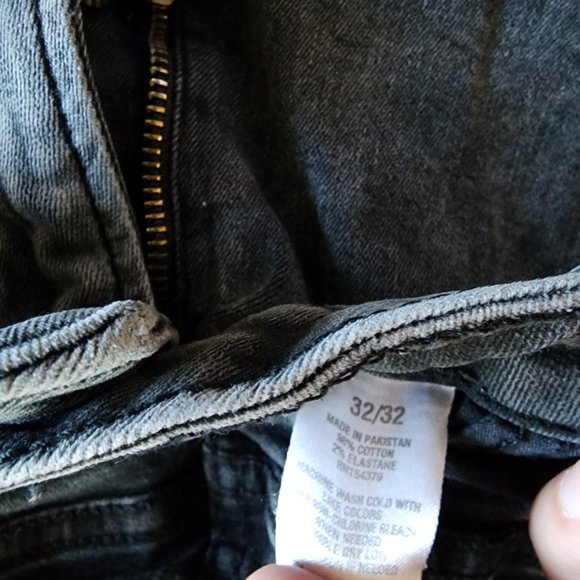 32/32
MADE IN PAKISTAN
98% COTTON
2% ELASTANE
RN154379
MACHINE WASH COLD WITH
LIKE COLORS
NON-CHLORINE BLEACH
WHEN NEEDED
TUMBLE DRY LOW
IF NEEDED